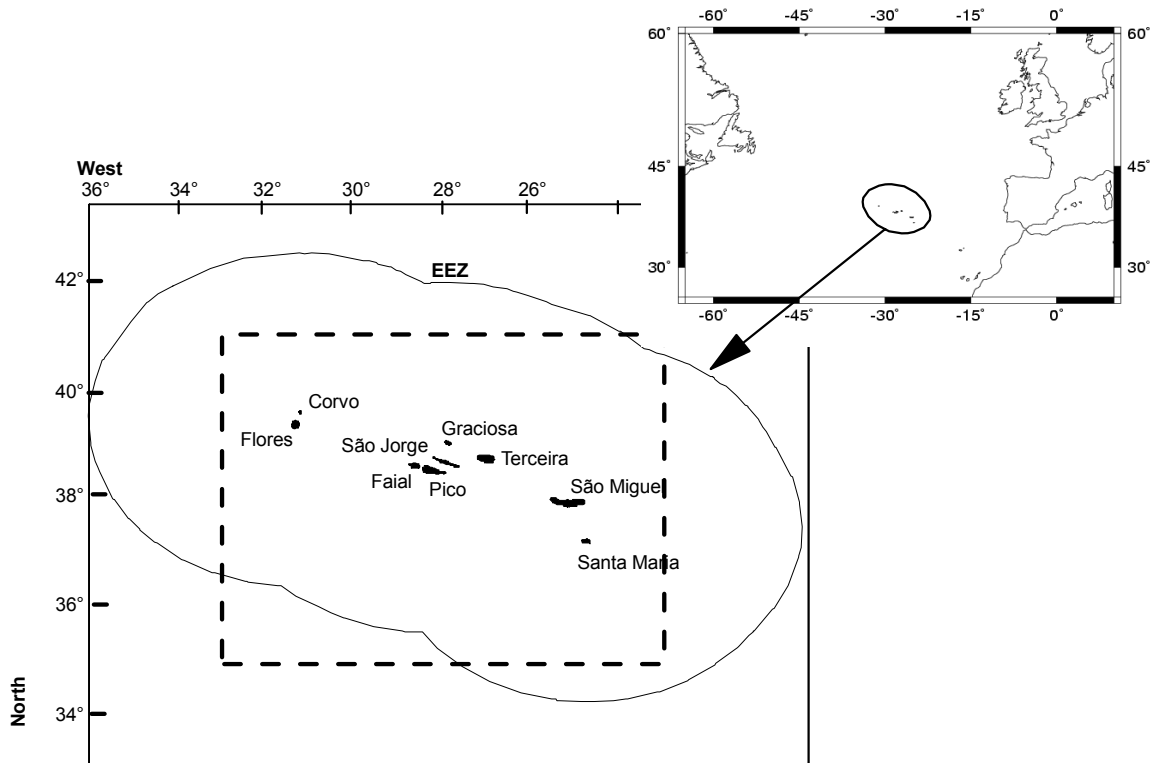 -60° -45° -30° -15° 0°
60° 60°
45° 45°
30° 30°
-60° -45° -30° -15° 0°
West
36° 34° 32° 30° 28° 26°
EEZ
42°
40°
Corvo
Flores
Graciosa
São Jorge
Terceira
Faial
Pico
38°
São Miguel
Santa Maria
36°
34°
North